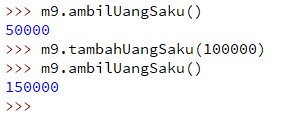 >>> m9.ambilUangSaku()
50000
>>> m9.tambahUangSaku(100000)
>>> m9.ambilUangSaku()
150000
>>>